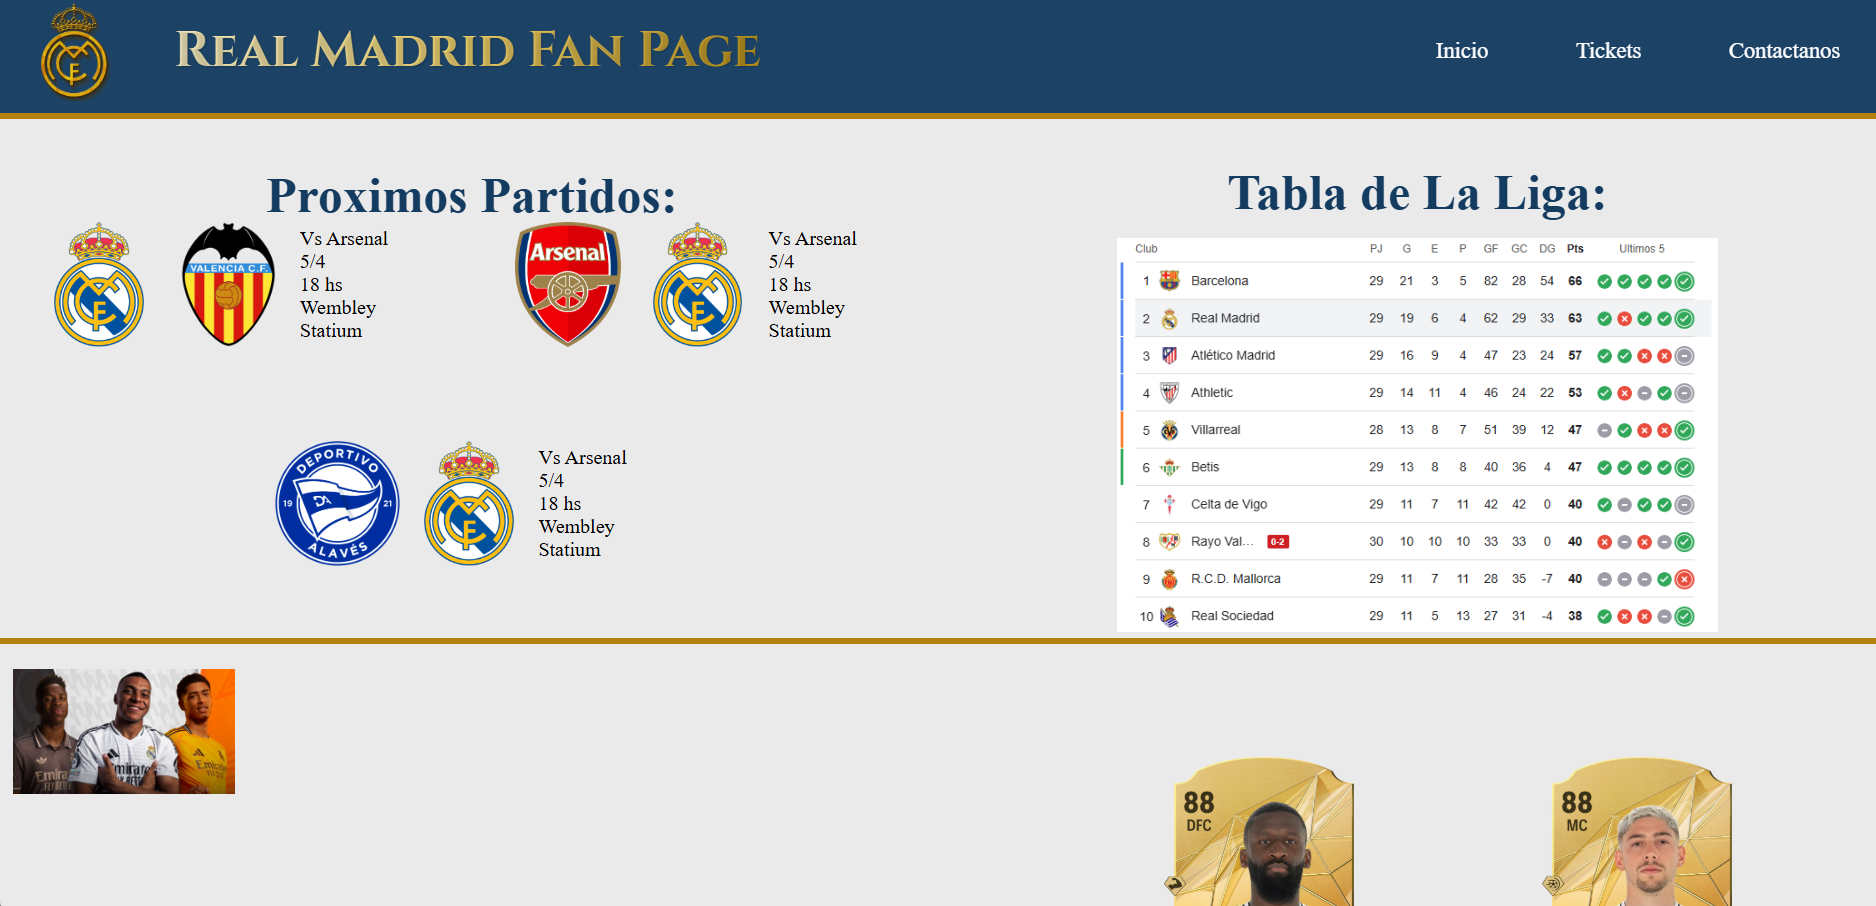 REAL MADRID FAN PAGE
Inicio
Tickets
Contactanos
Proximos Partidos:
VALENCIA C.F.
Vs Arsenal
5/4
18 hs
Wembley
Statium
Arsenal
Vs Arsenal
5/4
18 hs
Wembley
Statium
DEPORTIVO
19 DA 21
ALAVÉS
Vs Arsenal
5/4
18 hs
Wembley
Statium
Tabla de La Liga:
Club PJ G E P GF GC DG Pts Ultimos 5
1 Barcelona 29 21 3 5 82 28 54 66
2 Real Madrid 29 19 6 4 62 29 33 63
3 Atlético Madrid 29 16 9 4 47 23 24 57
4 Athletic 29 14 11 4 46 24 22 53
5 Villarreal 28 13 8 7 51 39 12 47
6 Betis 29 13 8 8 40 36 4 47
7 Celta de Vigo 29 11 7 11 42 42 0 40
8 Rayo Val... 0-2 30 10 10 10 33 33 0 40
9 R.C.D. Mallorca 29 11 7 11 28 35 -7 40
10 Real Sociedad 29 11 5 13 27 31 -4 38
88
DFC
88
MC